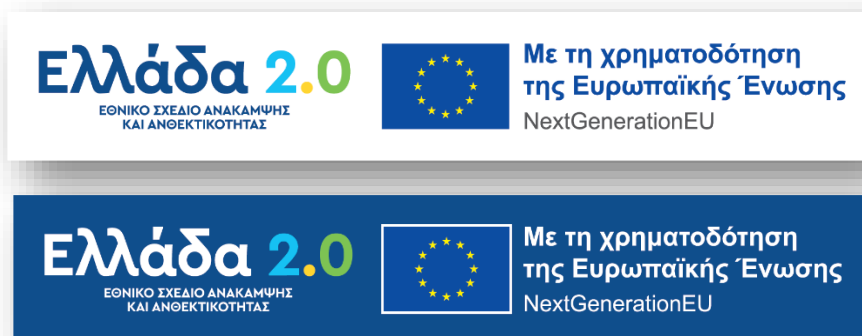 Ελλάδα 2.0
ΕΘΝΙΚΟ ΣΧΕΔΙΟ ΑΝΑΚΑΜΨΗΣ
ΚΑΙ ΑΝΘΕΚΤΙΚΟΤΗΤΑΣ
Με τη χρηματοδότηση
της Ευρωπαϊκής Ένωσης
NextGenerationEU
Ελλάδα 2.0
ΕΘΝΙΚΟ ΣΧΕΔΙΟ ΑΝΑΚΑΜΨΗΣ
ΚΑΙ ΑΝΘΕΚΤΙΚΟΤΗΤΑΣ
Με τη χρηματοδότηση
της Ευρωπαϊκής Ένωσης
NextGenerationEU